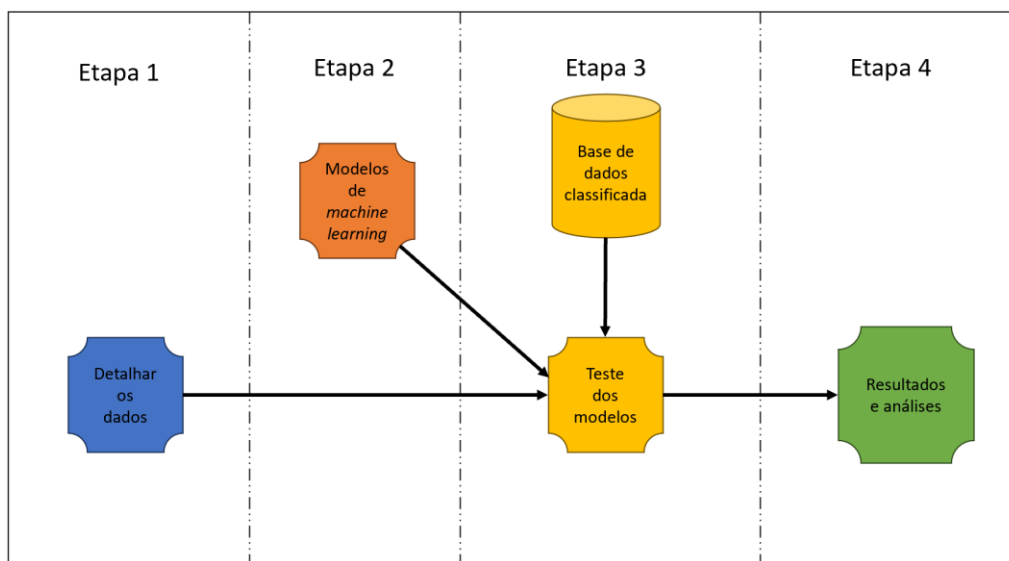 Etapa 1
Etapa 2
Etapa 3
Etapa 4
Modelos
de
machine
learning
Base de
dados
classificada
Detalhar
os
dados
Teste
dos
modelos
Resultados
e análises